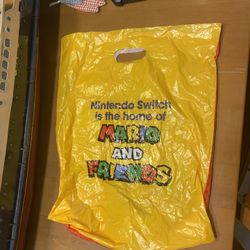 Nintendo Switch
is the home of
MARIO
AND
FRIENDS